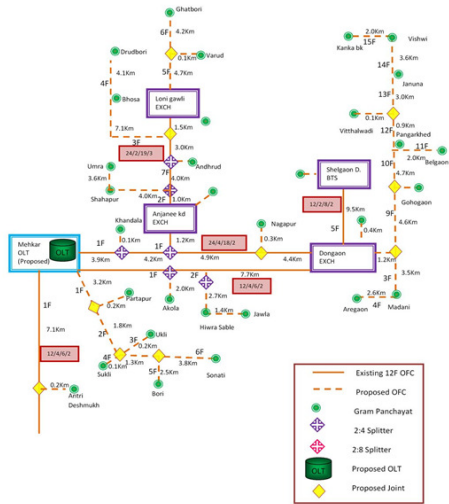 Ghatbori
6F
4.2Km
0.1Km
Varud
5F
4.7Km
Drudbori
4.1Km
4F
Bhosa
7.1Km
3F
Loni gawli
EXCH
1.5Km
24/2/19/3
3.0Km
7F
Andhrud
4.0Km
Umra
3.6Km
Shahapur
4.0Km
2F
1.0Km
Anjanee kd
EXCH
Khandala
0.1Km
1F
3.9Km
1F
4.2Km
1.2Km
24/4/18/2
4.9Km
Nagapur
0.3Km
4.4Km
Mehkar
OLT
(Proposed)
OLT
1F
7.7Km
12/4/6/2
2F
2.0Km
2.7Km
Akola
1.4Km
Jawla
Hiwra Sable
1F
3.2Km
Partapur
0.2Km
2F
1.8Km
1F
7.1Km
12/4/6/2
0.2Km
Antri
Deshmukh
Ukli
3F
0.2Km
4F
1.3Km
0.1Km
Sukli
5F
2.5Km
Bori
3.8Km
6F
Sonati
2.0Km
15F
Kanka bk
Vishwi
3.6Km
14F
Januna
13F
3.0Km
0.1Km
Vitthalwadi
0.9Km
12F
Pangarkhed
11F
2.0Km
Belgaon
10F
4.7Km
Gohogaon
9F
4.6Km
Shelgaon D.
BTS
12/2/8/2
9.5Km
5F
0.4Km
Dongaon
EXCH
1.2Km
3F
3.5Km
2.6Km
4F
Madani
Aregaon
Existing 12F OFC
Proposed OFC
Gram Panchayat
2:4 Splitter
2:8 Splitter
OLT
Proposed OLT
Proposed Joint